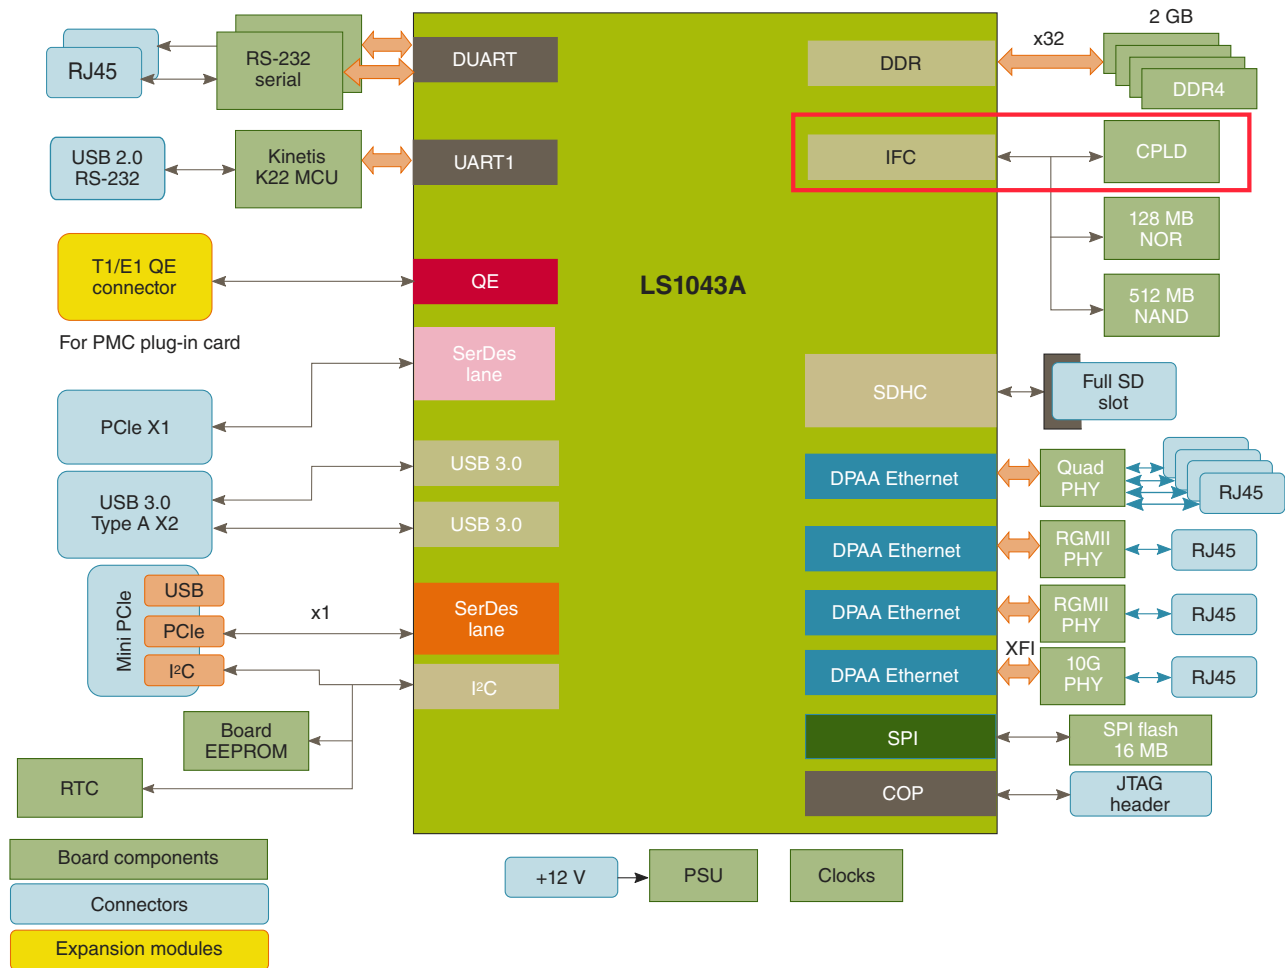 2 GB
RJ45
RS-232
serial
DUART
DDR
x32
DDR4
USB 2.0
RS-232
Kinetis
K22 MCU
UART1
IFC
CPLD
128 MB
NOR
T1/E1 QE
connector
QE
LS1043A
512 MB
NAND
For PMC plug-in card
SerDes
lane
SDHC
Full SD
slot
PCIe X1
USB 3.0
DPAA Ethernet
Quad
PHY
RJ45
USB 3.0
Type A X2
USB 3.0
DPAA Ethernet
RGMII
PHY
RJ45
Mini PCIe
USB
PCIe
I²C
x1
SerDes
lane
DPAA Ethernet
RGMII
PHY
RJ45
I²C
DPAA Ethernet
XFI
10G
PHY
RJ45
Board
EEPROM
SPI
SPI flash
16 MB
RTC
COP
JTAG
header
Board components
Connectors
Expansion modules
+12 V
PSU
Clocks